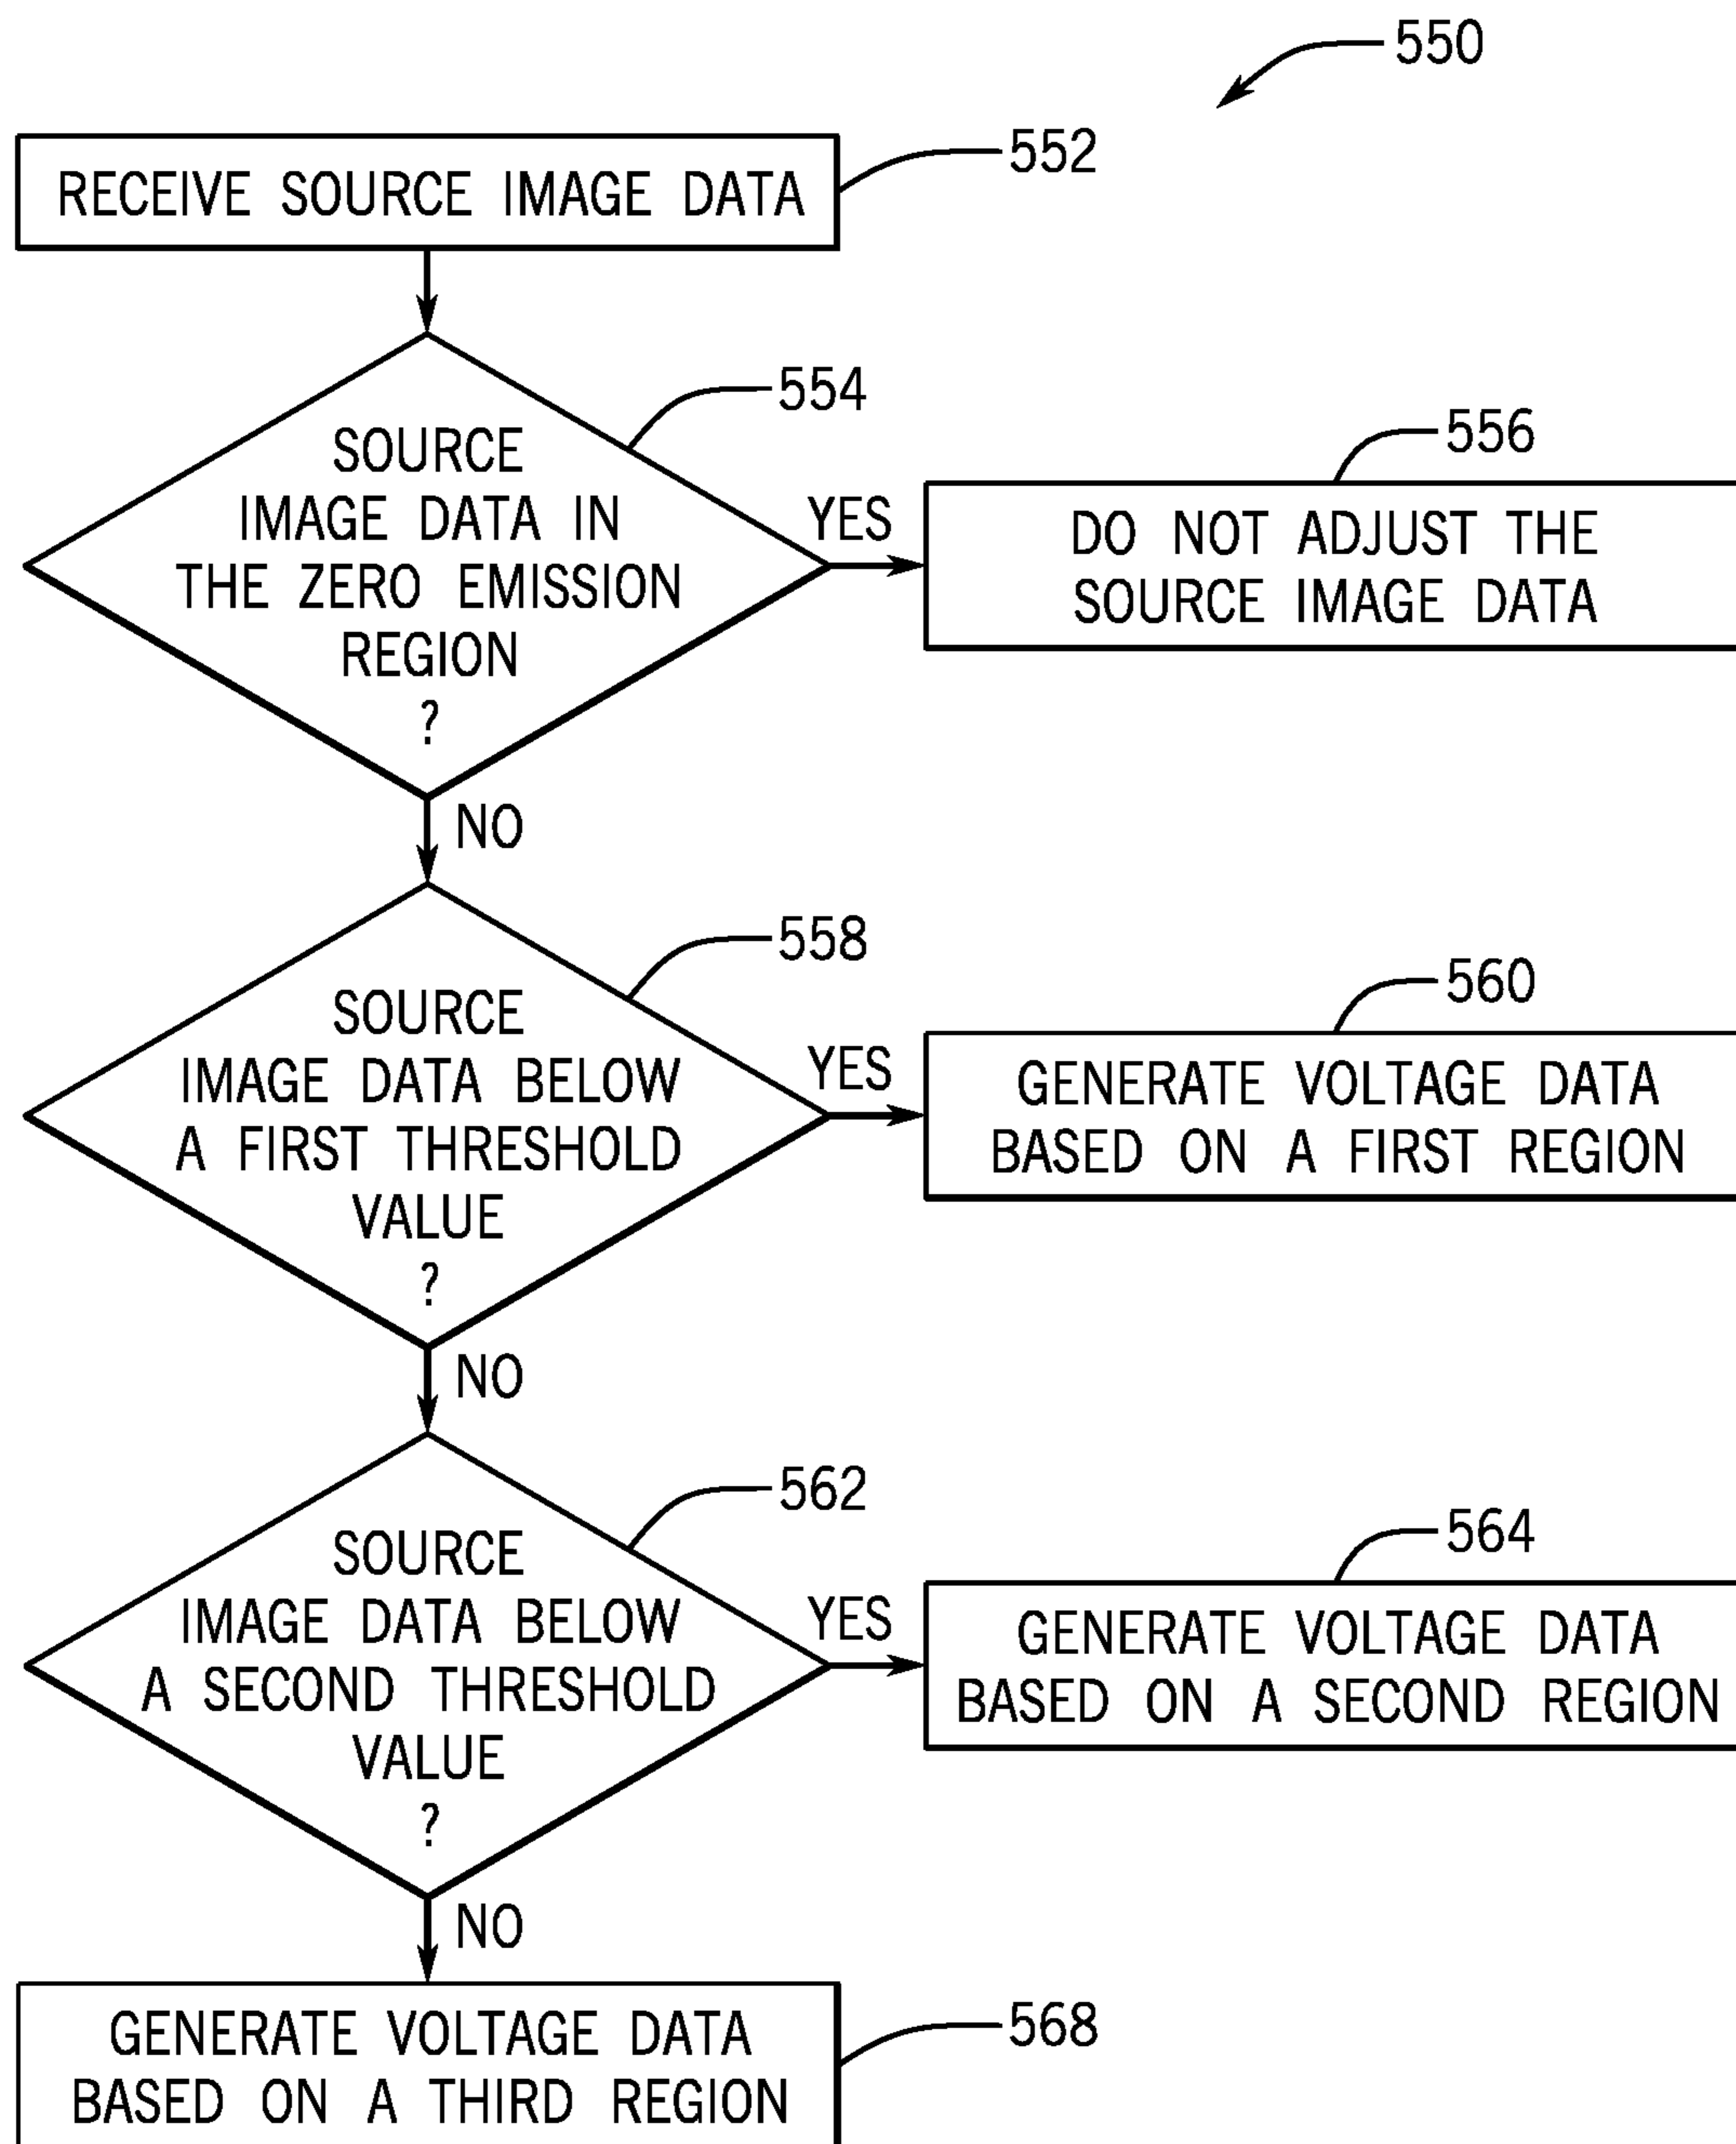 550
RECEIVE SOURCE IMAGE DATA
552
SOURCE
IMAGE DATA IN
THE ZERO EMISSION
REGION
?
554
YES
DO NOT ADJUST THE
SOURCE IMAGE DATA
556
NO
SOURCE
IMAGE DATA BELOW
A FIRST THRESHOLD
VALUE
?
558
YES
GENERATE VOLTAGE DATA
BASED ON A FIRST REGION
560
NO
SOURCE
IMAGE DATA BELOW
A SECOND THRESHOLD
VALUE
?
562
YES
GENERATE VOLTAGE DATA
BASED ON A SECOND REGION
564
NO
GENERATE VOLTAGE DATA
BASED ON A THIRD REGION
568